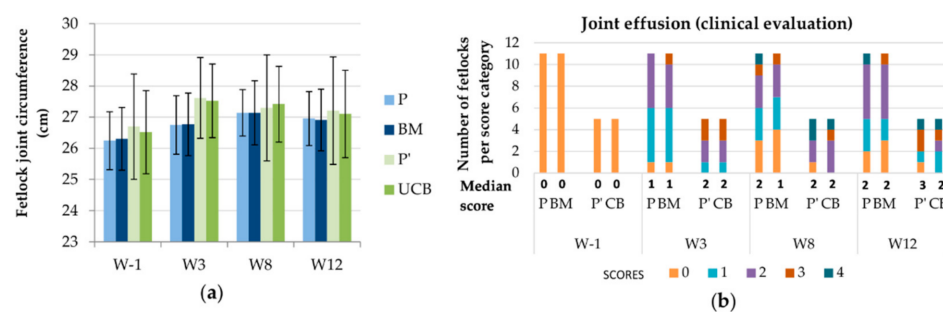 30
29
28
27
26
25
24
23
Fetlock joint circumference
(cm)
W-1 W3 W8 W12
P
BM
P'
UCB
(a)
Joint effusion (clinical evaluation)
12
10
8
6
4
2
0
Number of fetlocks
per score category
Median 0 0 0 0 1 1 2 2 2 1 2 2 2 2 3 2
score P BM P' CB P BM P' CB P BM P' CB P BM P' CB
W-1 W3 W8 W12
SCORES 0 1 2 3 4
(b)